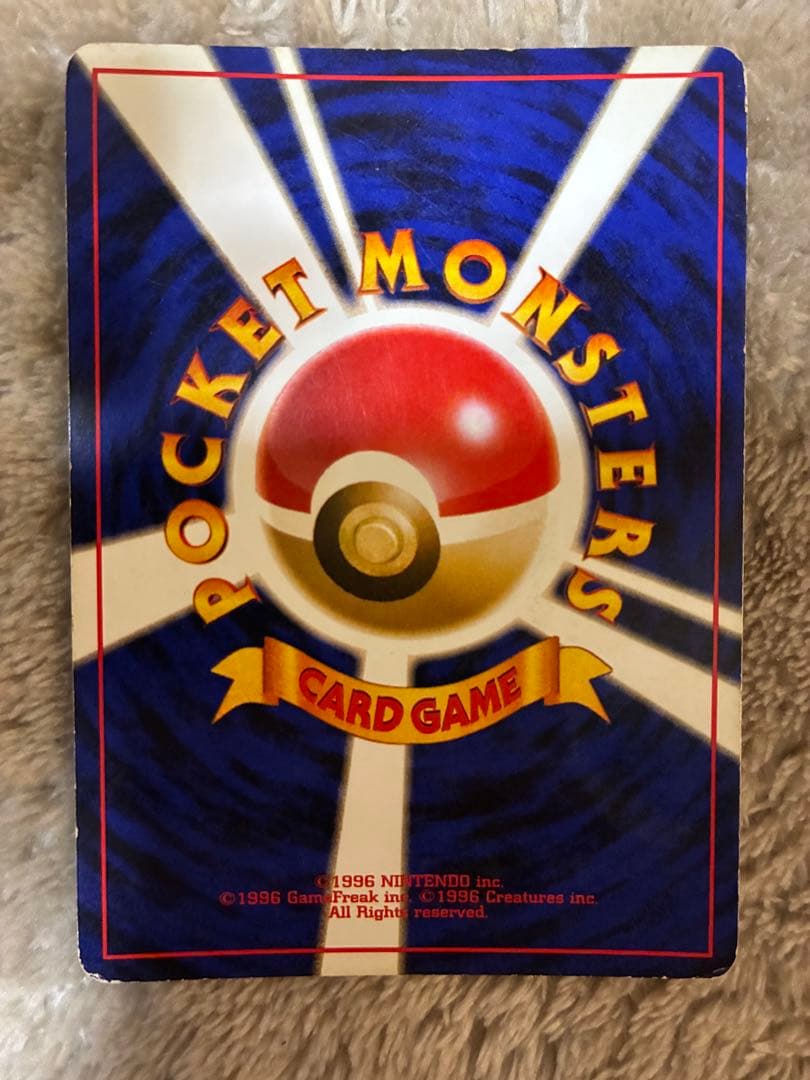 POCKET MONSTERS
CARD GAME
©1996 NINTENDO inc.
©1996 GameFreak inc. ©1996 Creatures inc.
All Rights reserved.